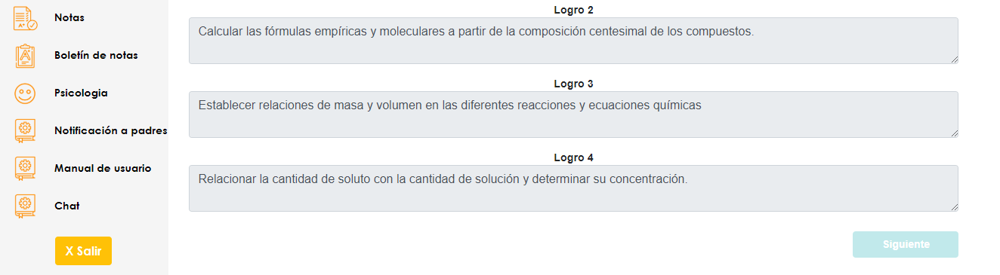 Notas
Boletín de notas
Psicologia
Notificación a padres
Manual de usuario
Chat
X Salir
Logro 2
Calcular las fórmulas empíricas y moleculares a partir de la composición centesimal de los compuestos.
Logro 3
Establecer relaciones de masa y volumen en las diferentes reacciones y ecuaciones químicas
Logro 4
Relacionar la cantidad de soluto con la cantidad de solución y determinar su concentración.
Siguiente